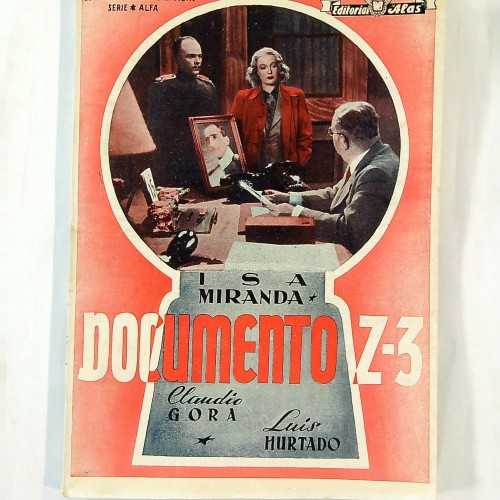 SERIE ★ ALFA
Editorial Alas
ISA
MIRANDA ★
DOCUMENTO Z-3
Claudio
GORA
Luis
HURTADO
★